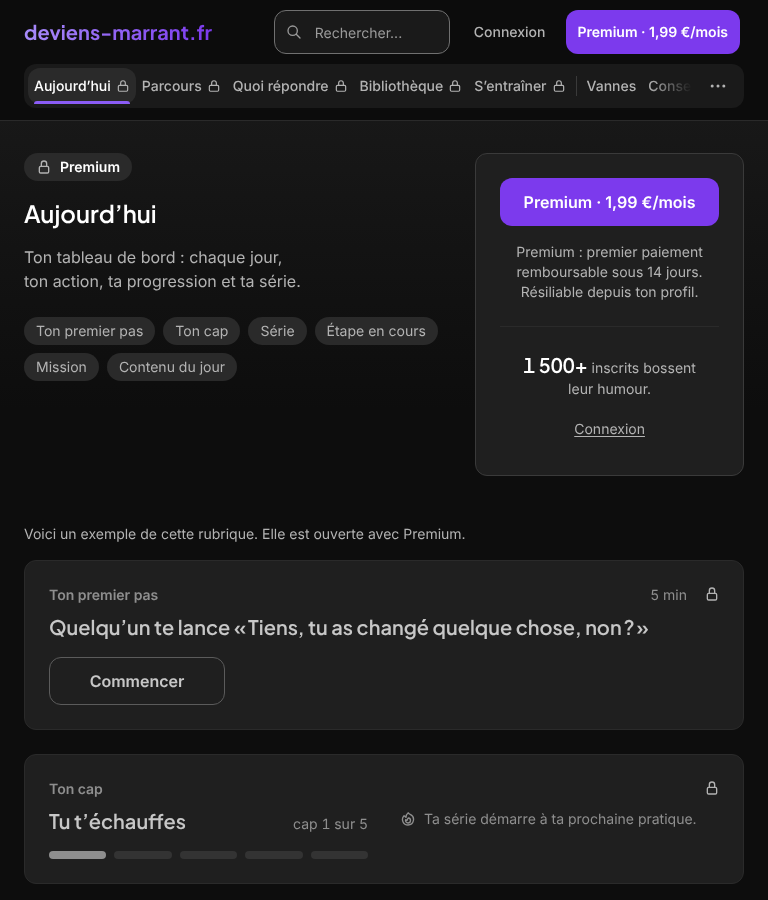 deviens-marrant.fr
Rechercher...
Connexion
Premium · 1,99 €/mois
Aujourd’hui
Parcours
Quoi répondre
Bibliothèque
S’entraîner
Vannes
Premium
Aujourd’hui
Ton tableau de bord : chaque jour,
ton action, ta progression et ta série.
Ton premier pas
Ton cap
Série
Étape en cours
Mission
Contenu du jour
Premium · 1,99 €/mois
Premium : premier paiement
remboursable sous 14 jours.
Résiliable depuis ton profil.
1 500+ inscrits bossent
leur humour.
Connexion
Voici un exemple de cette rubrique. Elle est ouverte avec Premium.
Ton premier pas
5 min
Quelqu’un te lance « Tiens, tu as changé quelque chose, non ? »
Commencer
Ton cap
Tu t’échauffes
cap 1 sur 5
Ta série démarre à ta prochaine pratique.